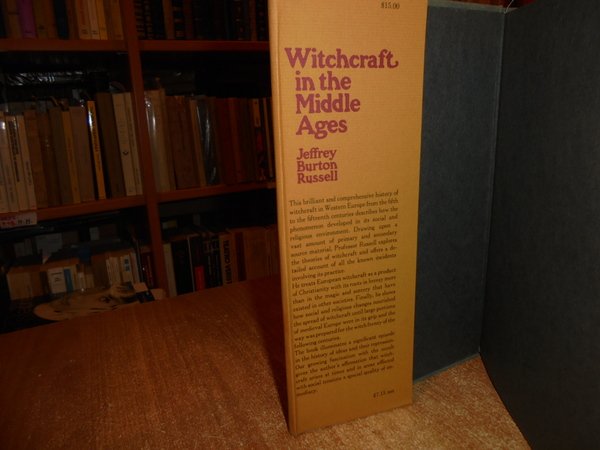 $15.00
Witchcraft
in the
Middle
Ages
Jeffrey
Burton
Russell
This brilliant and comprehensive history of
witchcraft in Western Europe from the fifth
to the fifteenth centuries describes how the
phenomenon developed in its social and
religious environment. Drawing upon a
vast amount of primary and secondary
source material, Professor Russell explores
the theories of witchcraft and offers a de-
tailed account of all the known incidents
involving its practice.
He treats European witchcraft as a product
of Christianity with its roots in heresy more
than in the magic and sorcery that have
existed in other societies. Finally, he shows
how social and religious changes nourished
the spread of witchcraft until large portions
of medieval Europe were in its grip and the
way was prepared for the witch frenzy of the
following centuries.
The book illuminates a significant episode
in the history of ideas and their repression.
Our growing fascination with the occult
gives the author's affirmation that witch-
craft arises at times and in areas afflicted
with social tensions a special quality of im-
mediacy.
£7.15 net